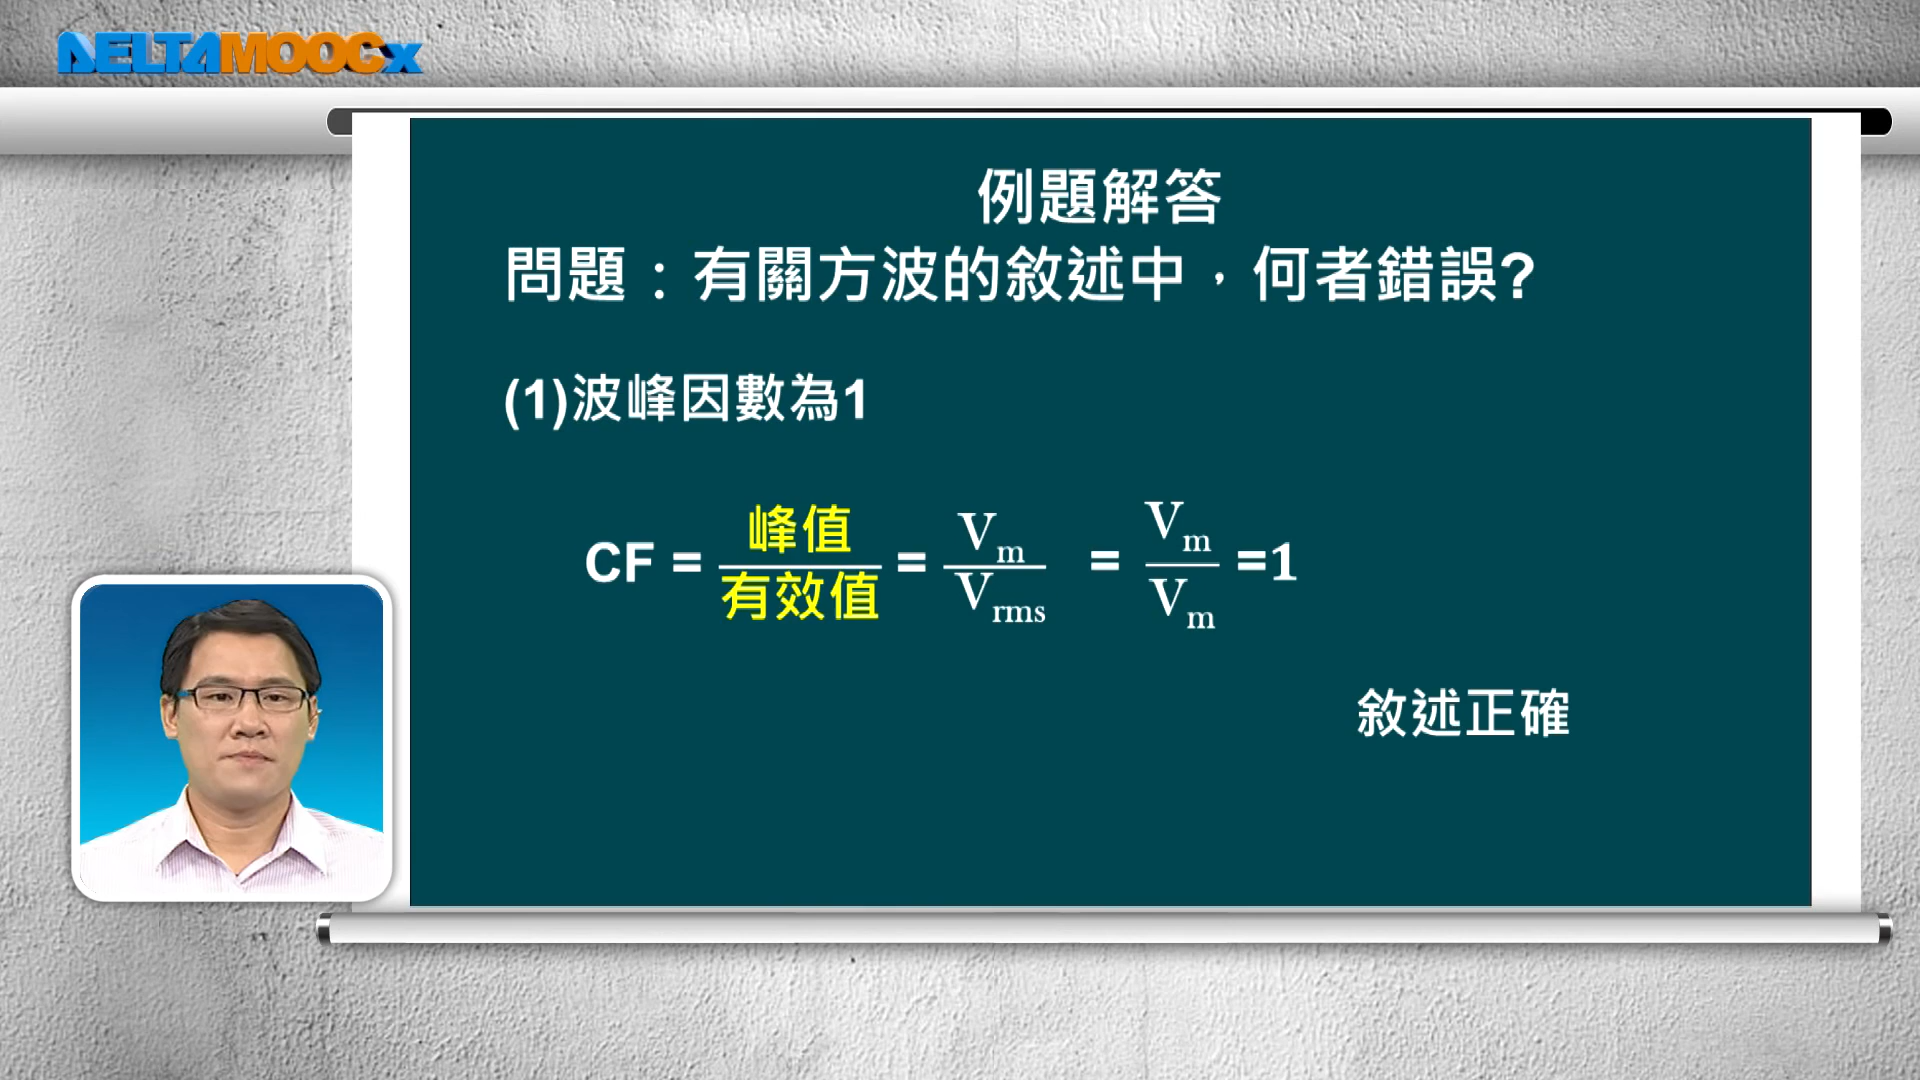 DELTAMOOCx
例題解答
問題：有關方波的敘述中，何者錯誤?
(1)波峰因數為1
CF = 峰值/有效值 = Vm/Vrms = Vm/Vm =1
敘述正確